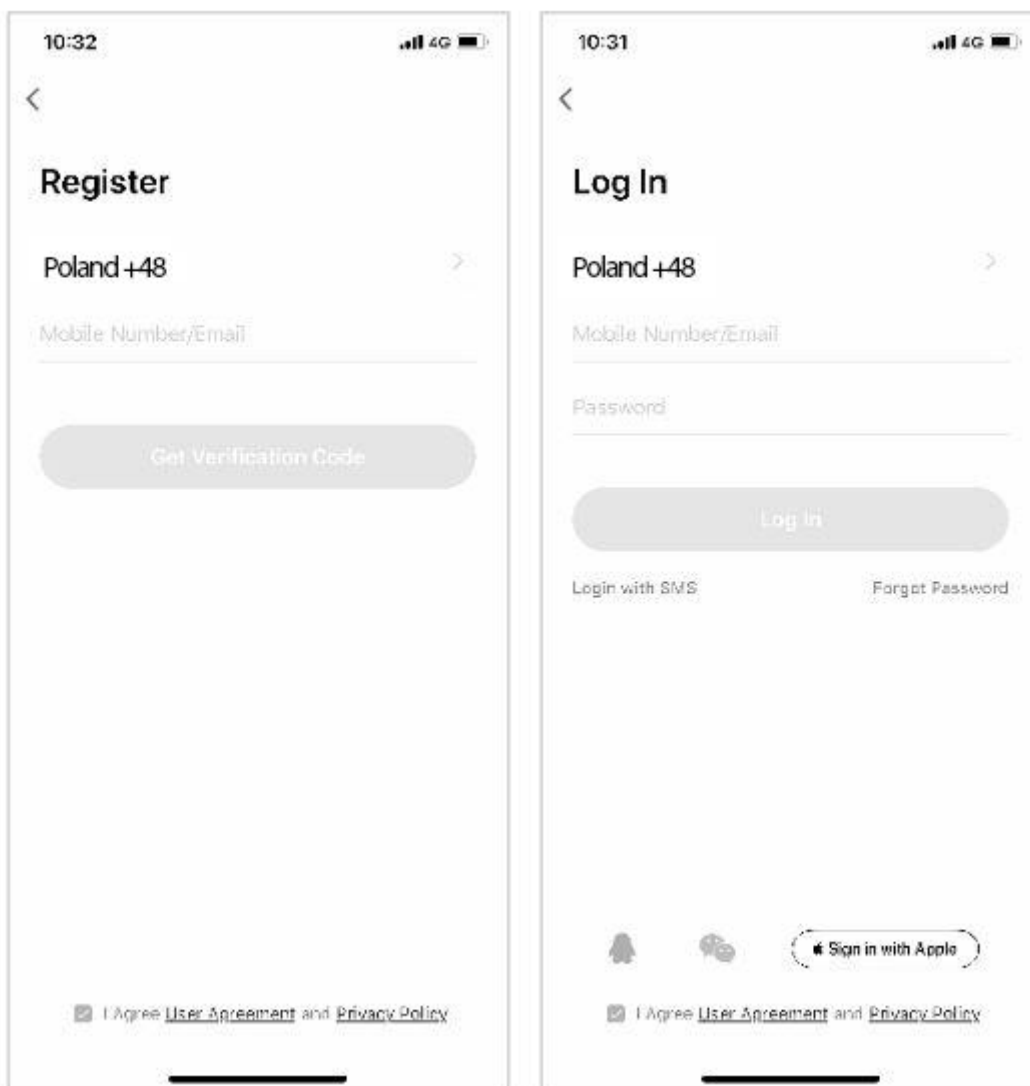 10:32
4G
Register
Poland +48
Mobile Number/Email
Get Verification Code
I Agree User Agreement and Privacy Policy
10:31
4G
Log In
Poland +48
Mobile Number/Email
Password
Log In
Login with SMS
Forgot Password
Sign in with Apple
I Agree User Agreement and Privacy Policy